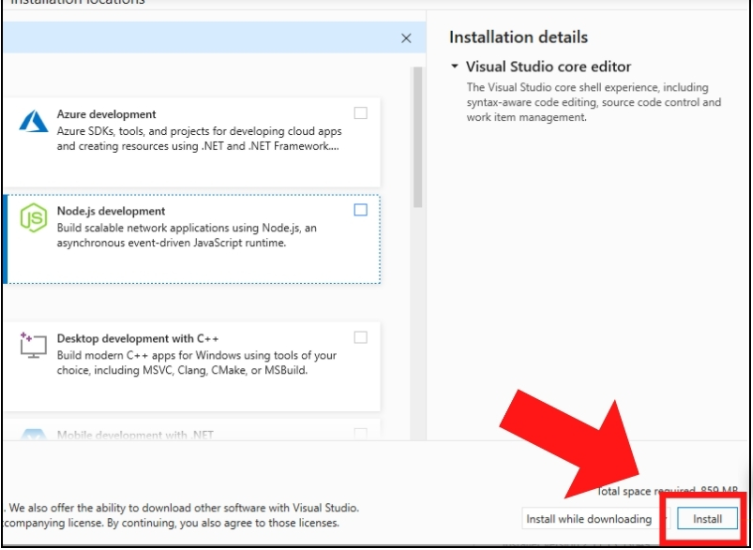 Installation locations
Azure development
Azure SDKs, tools, and projects for developing cloud apps
and creating resources using .NET and .NET Framework....
Node.js development
Build scalable network applications using Node.js, an
asynchronous event-driven JavaScript runtime.
Desktop development with C++
Build modern C++ apps for Windows using tools of your
choice, including MSVC, Clang, CMake, or MSBuild.
Mobile development with .NET
Installation details
Visual Studio core editor
The Visual Studio core shell experience, including
syntax-aware code editing, source code control and
work item management.
Total space required 859 MB
. We also offer the ability to download other software with Visual Studio.
ccompanying license. By continuing, you also agree to those licenses.
Install while downloading
Install